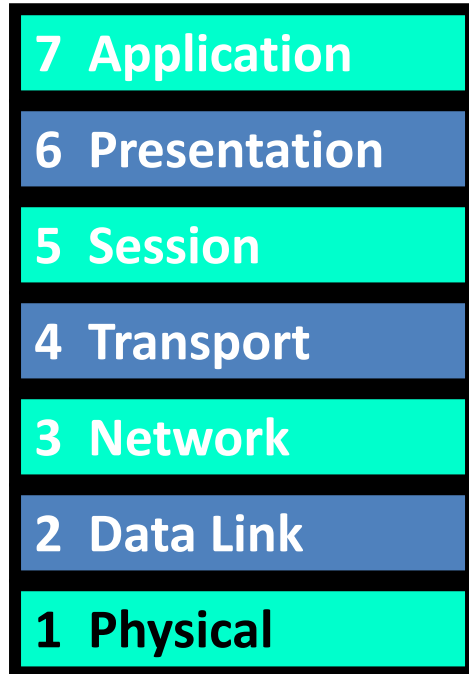 7 Application
6 Presentation
5 Session
4 Transport
3 Network
2 Data Link
1 Physical